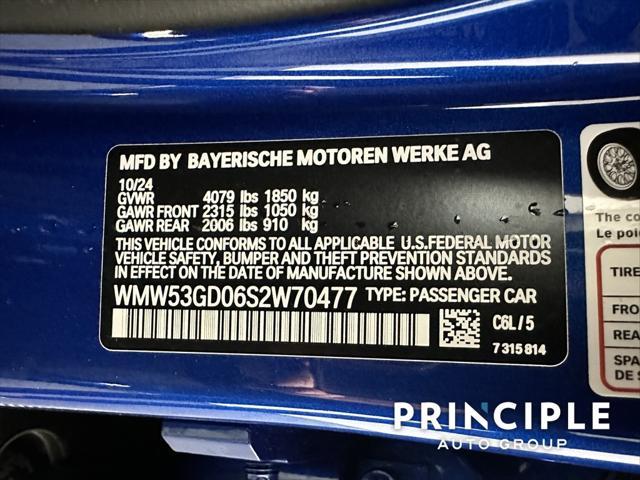 MFD BY BAYERISCHE MOTOREN WERKE AG
10/24
GVWR 4079 lbs 1850 kg
GAWR FRONT 2315 lbs 1050 kg
GAWR REAR 2006 lbs 910 kg
THIS VEHICLE CONFORMS TO ALL APPLICABLE U.S.FEDERAL MOTOR
VEHICLE SAFETY, BUMPER AND THEFT PREVENTION STANDARDS
IN EFFECT ON THE DATE OF MANUFACTURE SHOWN ABOVE.
WMW53GD06S2W70477 TYPE: PASSENGER CAR
C6L/5
7315814
The co
Le poi
TIRE
FRO
REA
SPA
DE S
PRINCIPLE
AUTO GROUP